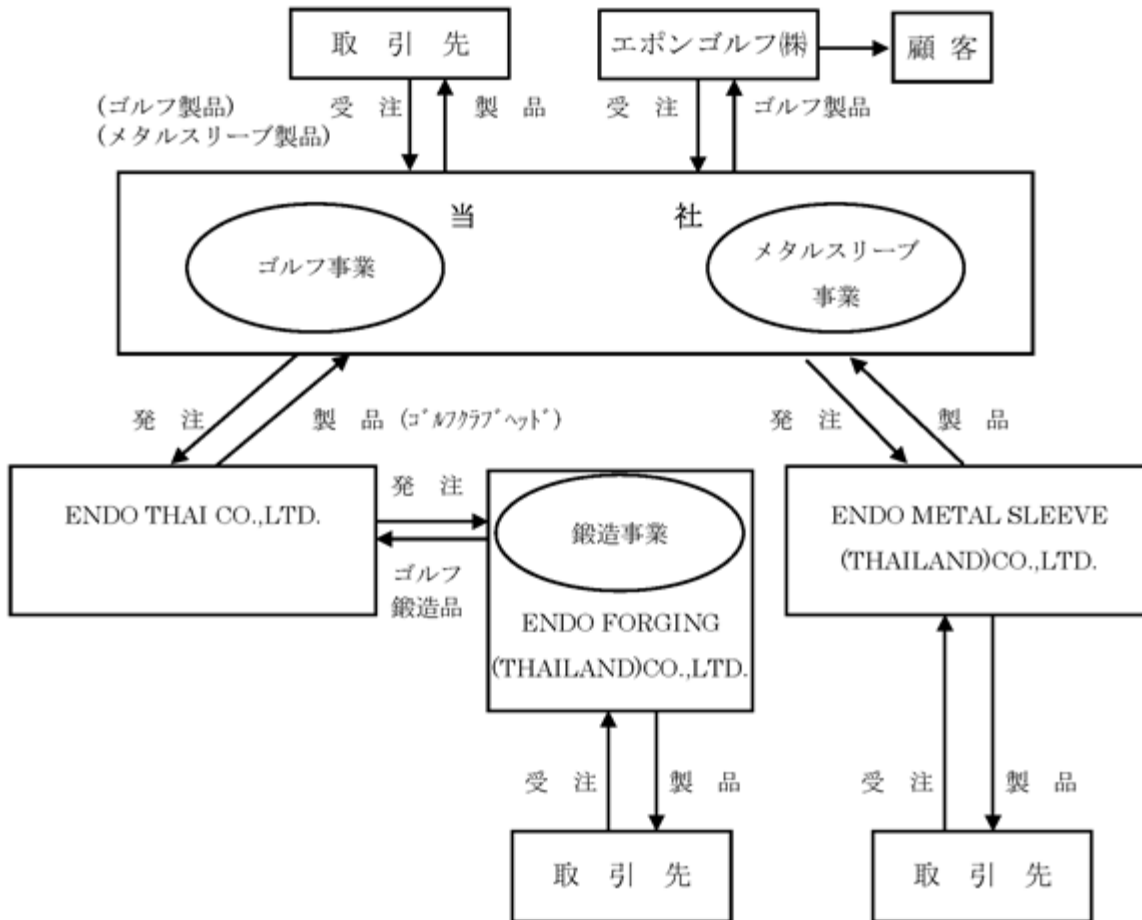 取 引 先
エポンゴルフ㈱
顧 客
(ゴルフ製品)
(メタルスリーブ製品)
受 注
製 品
受 注
ゴルフ製品
当 社
ゴルフ事業
メタルスリーブ
事業
発 注
製 品 (ｺﾞﾙﾌｸﾗﾌﾞﾍｯﾄﾞ)
発 注
製 品
ENDO THAI CO.,LTD.
発 注
ゴルフ
鍛造品
鍛造事業
ENDO FORGING
(THAILAND)CO.,LTD.
ENDO METAL SLEEVE
(THAILAND)CO.,LTD.
受 注
製 品
受 注
製 品
取 引 先
取 引 先